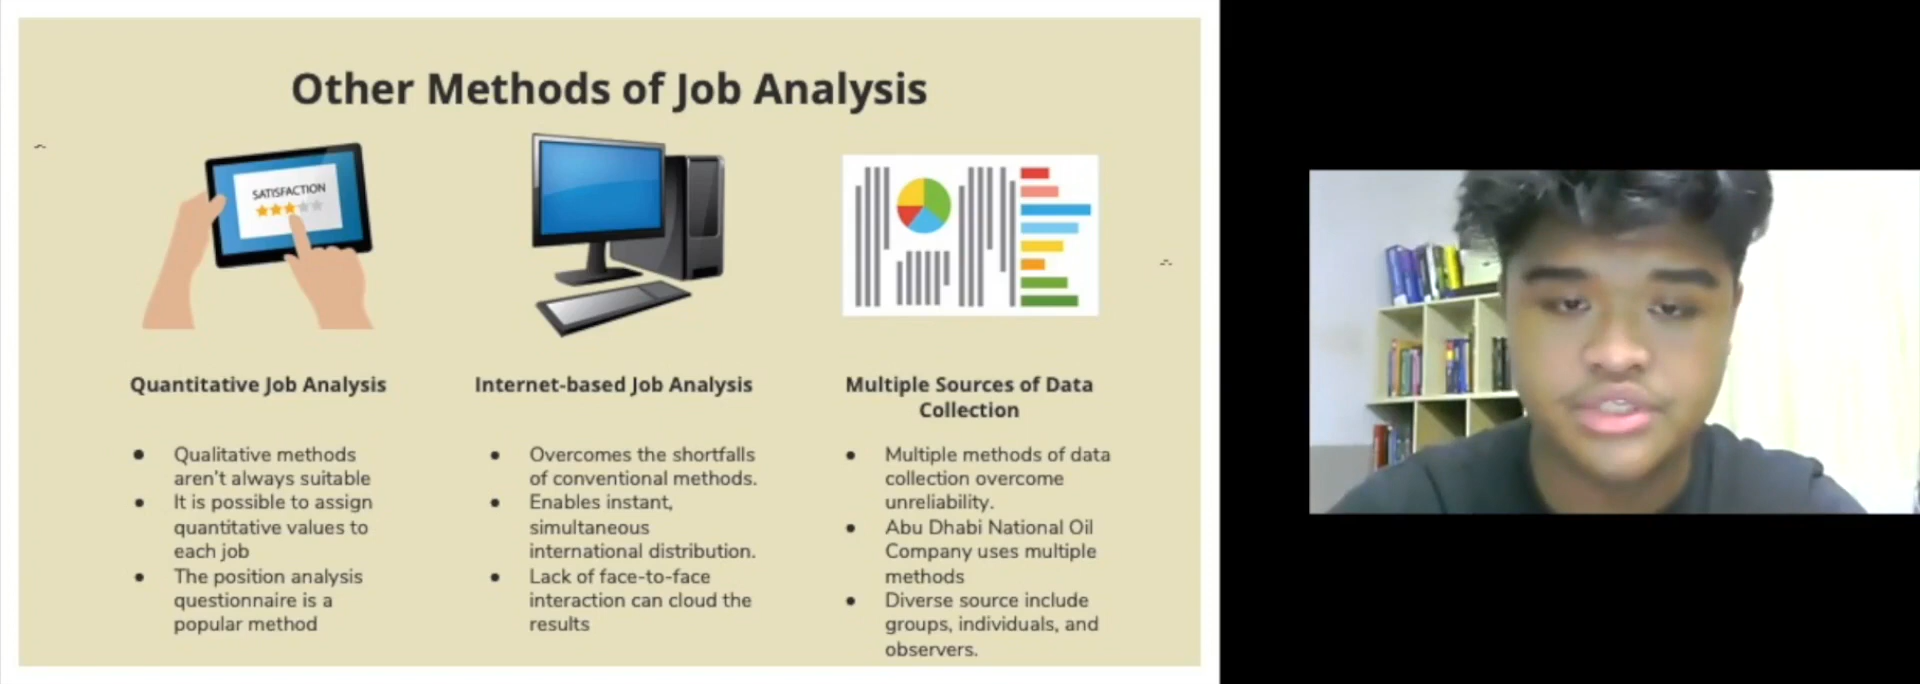 Other Methods of Job Analysis
SATISFACTION
Quantitative Job Analysis
● Qualitative methods
aren't always suitable
● It is possible to assign
quantitative values to
each job
● The position analysis
questionnaire is a
popular method
Internet-based Job Analysis
● Overcomes the shortfalls
of conventional methods.
● Enables instant,
simultaneous
international distribution.
● Lack of face-to-face
interaction can cloud the
results
Multiple Sources of Data
Collection
● Multiple methods of data
collection overcome
unreliability.
● Abu Dhabi National Oil
Company uses multiple
methods
● Diverse source include
groups, individuals, and
observers.